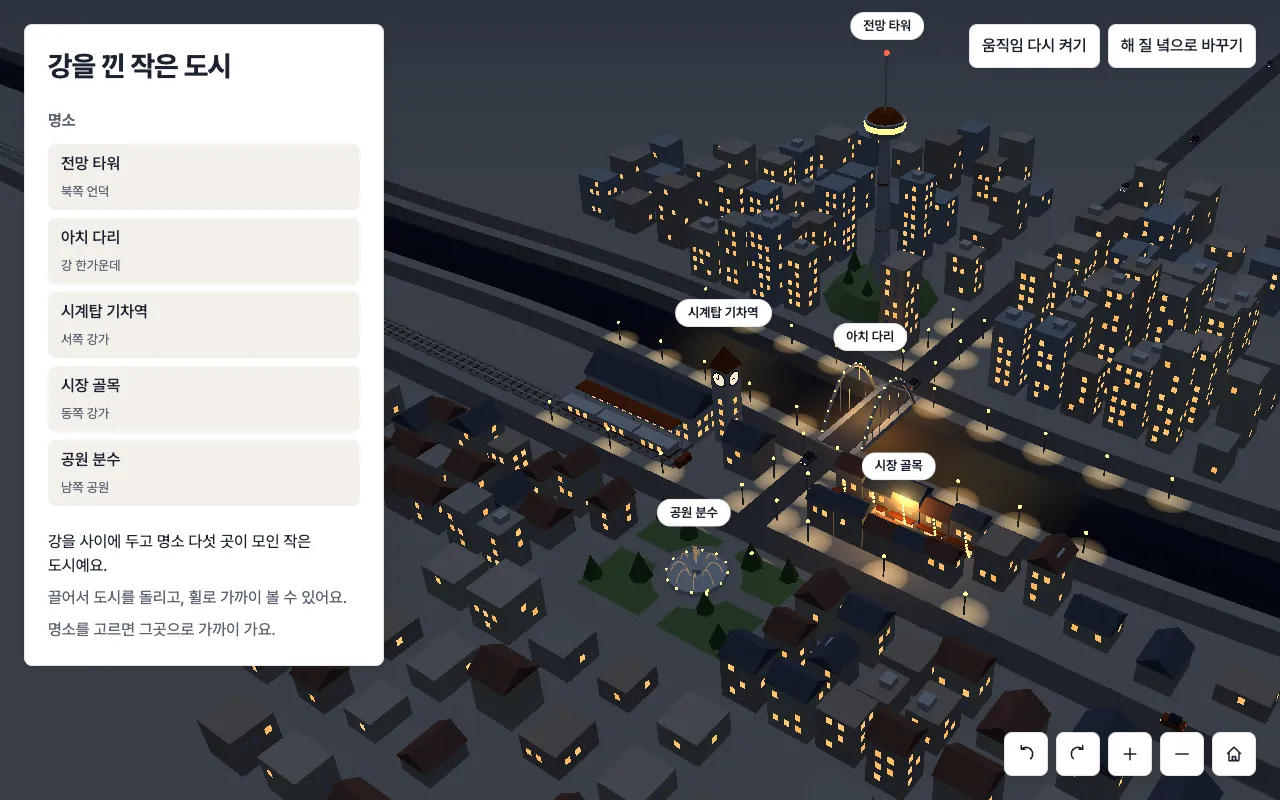 강을 낀 작은 도시
명소
전망 타워
북쪽 언덕
아치 다리
강 한가운데
시계탑 기차역
서쪽 강가
시장 골목
동쪽 강가
공원 분수
남쪽 공원
강을 사이에 두고 명소 다섯 곳이 모인 작은
도시예요.
끌어서 도시를 돌리고, 휠로 가까이 볼 수 있어요.
명소를 고르면 그곳으로 가까이 가요.
전망 타워
움직임 다시 켜기
해 질 녘으로 바꾸기
시계탑 기차역
아치 다리
시장 골목
공원 분수